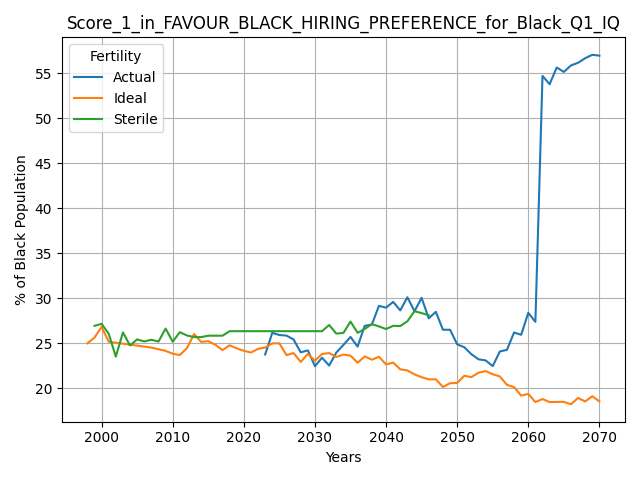 Score_1_in_FAVOUR_BLACK_HIRING_PREFERENCE_for_Black_Q1_IQ
Fertility
Actual
Ideal
Sterile
% of Black Population
55
50
45
40
35
30
25
20
2000 2010 2020 2030 2040 2050 2060 2070
Years